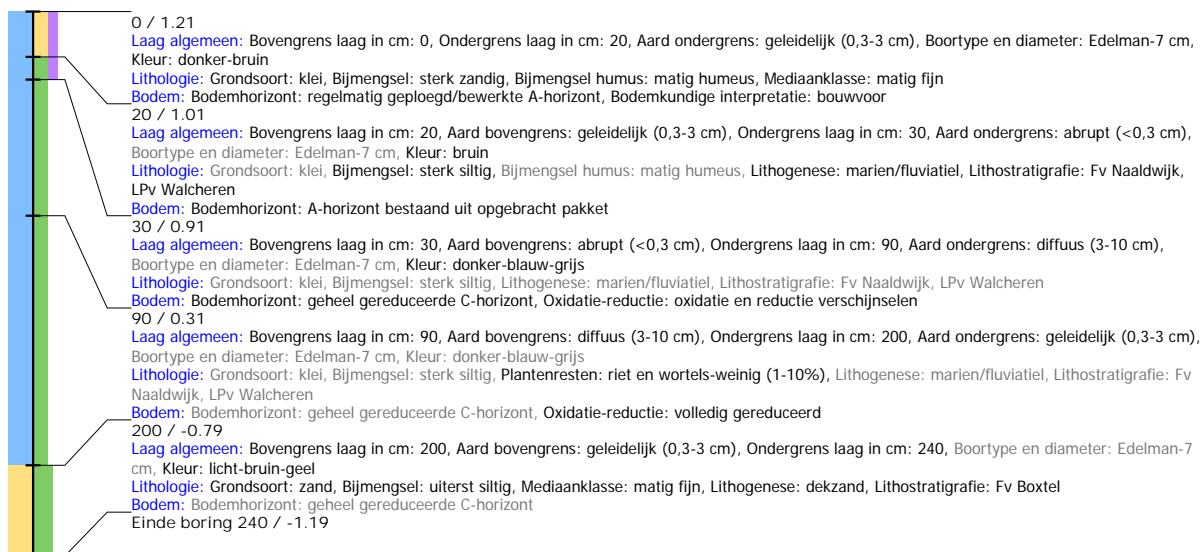 0 / 1.21
Laag algemeen: Bovengrens laag in cm: 0, Ondergrens laag in cm: 20, Aard ondergrens: geleidelijk (0,3-3 cm), Boortype en diameter: Edelman-7 cm,
Kleur: donker-bruin
Lithologie: Grondsoort: klei, Bijmengsel: sterk zandig, Bijmengsel humus: matig humeus, Mediaanklasse: matig fijn
Bodem: Bodemhorizont: regelmatig geploegd/bewerkte A-horizont, Bodemkundige interpretatie: bouwvoor
20 / 1.01
Laag algemeen: Bovengrens laag in cm: 20, Aard bovengrens: geleidelijk (0,3-3 cm), Ondergrens laag in cm: 30, Aard ondergrens: abrupt (<0,3 cm),
Boortype en diameter: Edelman-7 cm, Kleur: bruin
Lithologie: Grondsoort: klei, Bijmengsel: sterk siltig, Bijmengsel humus: matig humeus, Lithogenese: marien/fluviatiel, Lithostratigrafie: Fv Naaldwijk,
LPv Walcheren
Bodem: Bodemhorizont: A-horizont bestaand uit opgebracht pakket
30 / 0.91
Laag algemeen: Bovengrens laag in cm: 30, Aard bovengrens: abrupt (<0,3 cm), Ondergrens laag in cm: 90, Aard ondergrens: diffuus (3-10 cm),
Boortype en diameter: Edelman-7 cm, Kleur: donker-blauw-grijs
Lithologie: Grondsoort: klei, Bijmengsel: sterk siltig, Lithogenese: marien/fluviatiel, Lithostratigrafie: Fv Naaldwijk, LPv Walcheren
Bodem: Bodemhorizont: geheel gereduceerde C-horizont, Oxidatie-reductie: oxidatie en reductie verschijnselen
90 / 0.31
Laag algemeen: Bovengrens laag in cm: 90, Aard bovengrens: diffuus (3-10 cm), Ondergrens laag in cm: 200, Aard ondergrens: geleidelijk (0,3-3 cm),
Boortype en diameter: Edelman-7 cm, Kleur: donker-blauw-grijs
Lithologie: Grondsoort: klei, Bijmengsel: sterk siltig, Plantenresten: riet en wortels-weinig (1-10%), Lithogenese: marien/fluviatiel, Lithostratigrafie: Fv
Naaldwijk, LPv Walcheren
Bodem: Bodemhorizont: geheel gereduceerde C-horizont, Oxidatie-reductie: volledig gereduceerd
200 / -0.79
Laag algemeen: Bovengrens laag in cm: 200, Aard bovengrens: geleidelijk (0,3-3 cm), Ondergrens laag in cm: 240, Boortype en diameter: Edelman-7
cm, Kleur: licht-bruin-geel
Lithologie: Grondsoort: zand, Bijmengsel: uiterst siltig, Mediaanklasse: matig fijn, Lithogenese: dekzand, Lithostratigrafie: Fv Boxtel
Bodem: Bodemhorizont: geheel gereduceerde C-horizont
Einde boring 240 / -1.19